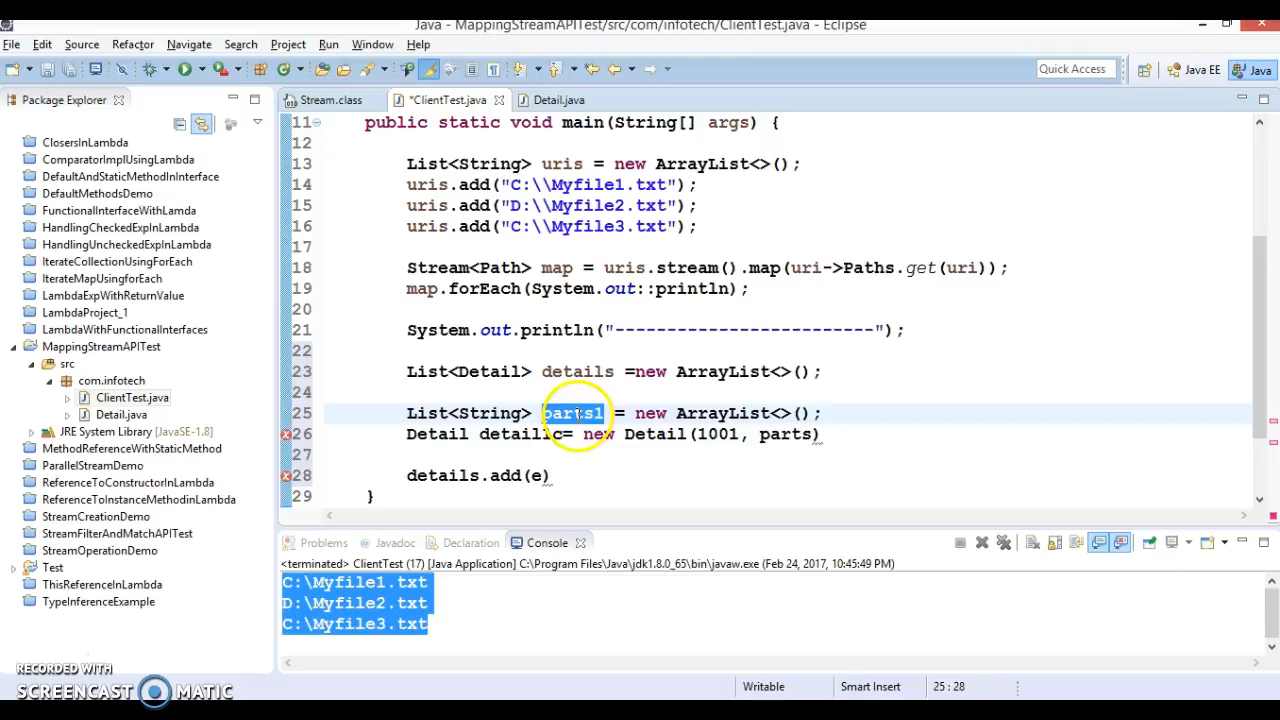 Java - MappingStreamAPITest/src/com/infotech/ClientTest.java - Eclipse
File Edit Source Refactor Navigate Search Project Run Window Help
Quick Access Java EE Java
Package Explorer Stream.class *ClientTest.java Detail.java
ClosersInLambda
ComparatorImplUsingLambda
DefaultAndStaticMethodInInterface
DefaultMethodsDemo
FunctionalInterfaceWithLamda
HandlingCheckedExpInLambda
HandlingUncheckedExpInLambda
IterateCollectionUsingForEach
IterateMapUsingforEach
LambdaExpWithReturnValue
LambdaProject_1
LambdaWithFunctionalInterfaces
MappingStreamAPITest
src
com.infotech
ClientTest.java
Detail.java
JRE System Library [JavaSE-1.8]
MethodReferenceWithStaticMethod
ParallelStreamDemo
ReferenceToConstructorInLambda
ReferenceToInstanceMethodinLambda
StreamCreationDemo
StreamFilterAndMatchAPITest
StreamOperationDemo
Test
ThisReferenceInLambda
TypeInferenceExample
11 public static void main(String[] args) {
12
13 List<String> uris = new ArrayList<>();
14 uris.add("C:\\Myfile1.txt");
15 uris.add("D:\\Myfile2.txt");
16 uris.add("C:\\Myfile3.txt");
17
18 Stream<Path> map = uris.stream().map(uri->Paths.get(uri));
19 map.forEach(System.out::println);
20
21 System.out.println("-------------------------");
22
23 List<Detail> details =new ArrayList<>();
24
25 List<String> parts1 = new ArrayList<>();
26 Detail detailic= new Detail(1001, parts)
27
28 details.add(e)
29 }
Problems Javadoc Declaration Console
<terminated> ClientTest (17) [Java Application] C:\Program Files\Java\jdk1.8.0_65\bin\javaw.exe (Feb 24, 2017, 10:45:49 PM)
C:\Myfile1.txt
D:\Myfile2.txt
C:\Myfile3.txt
Writable Smart Insert 25 : 28
RECORDED WITH
SCREENCAST MATIC